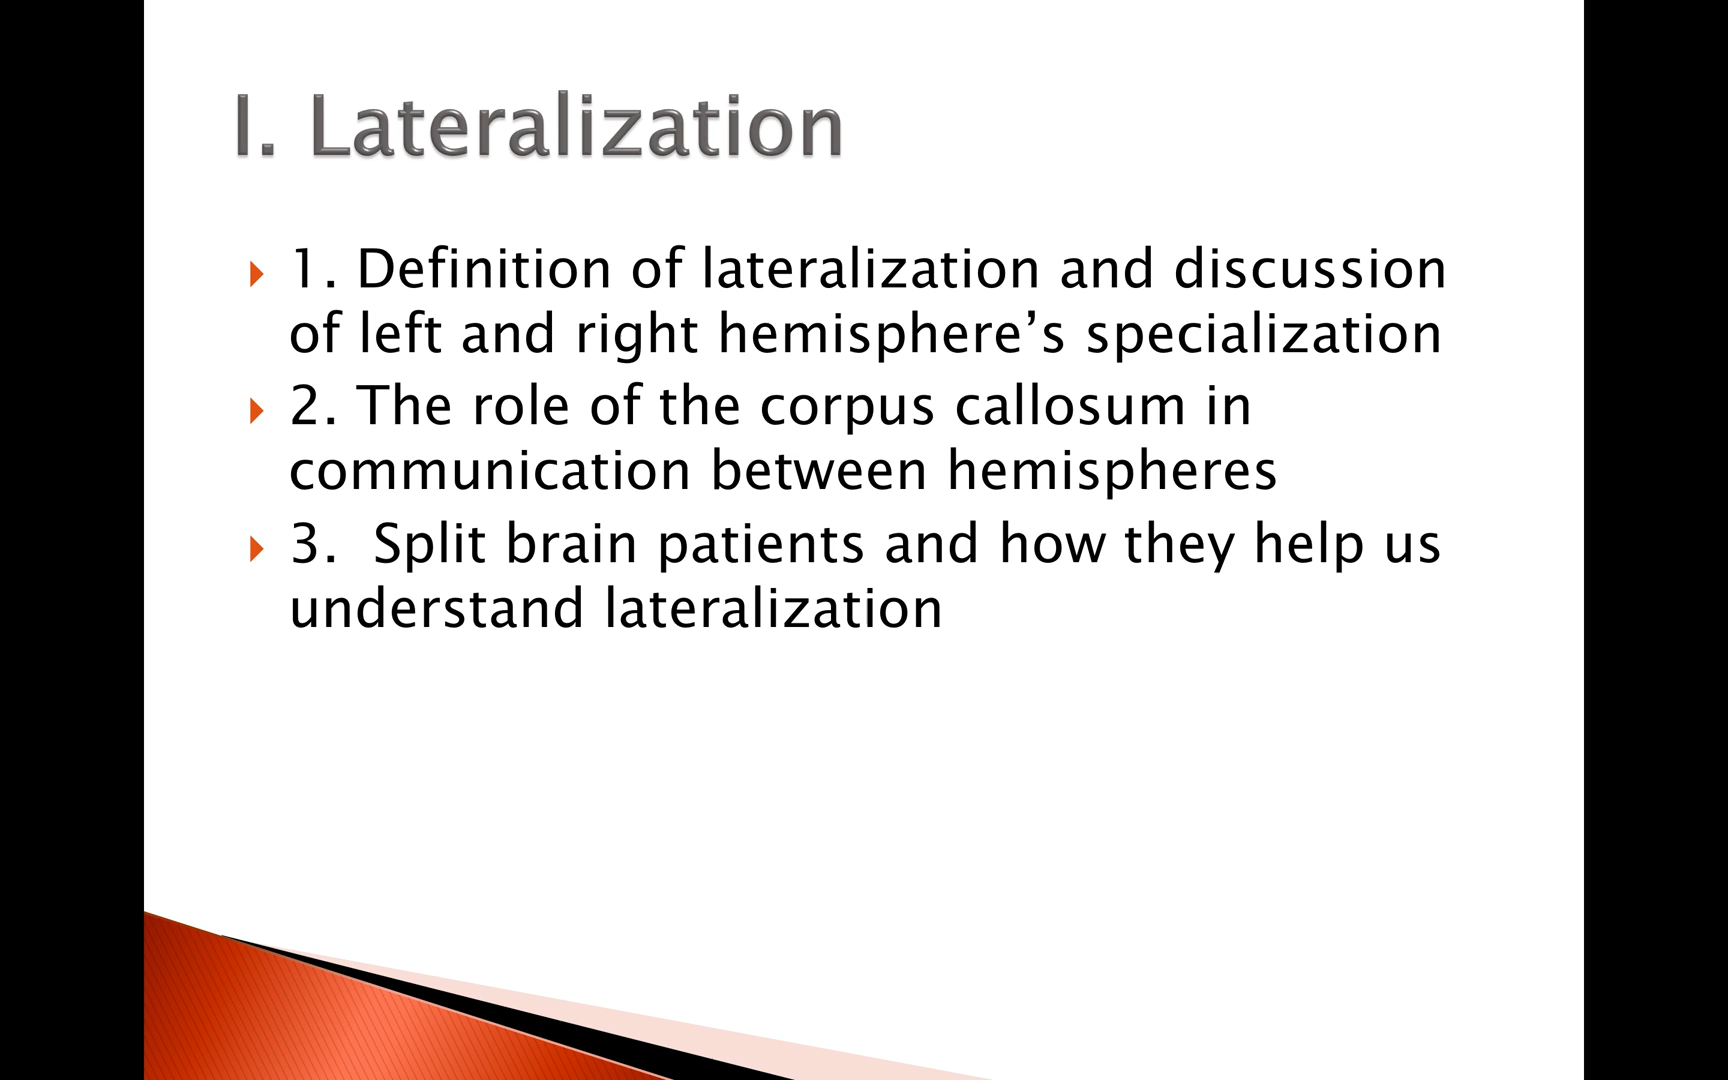 I. Lateralization
1. Definition of lateralization and discussion
of left and right hemisphere’s specialization
2. The role of the corpus callosum in
communication between hemispheres
3.  Split brain patients and how they help us
understand lateralization